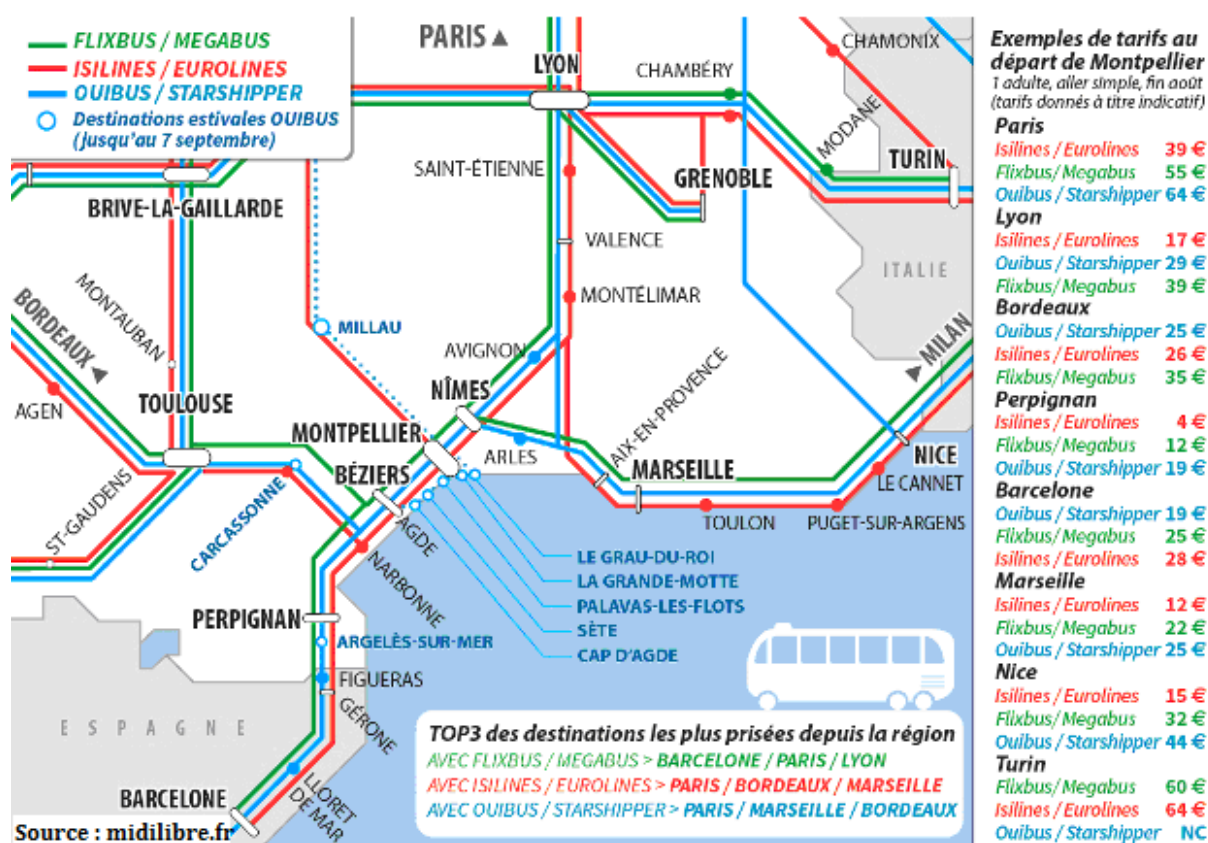 FLIXBUS / MEGABUS
ISILINES / EUROLINES
OUIBUS / STARSHIPPER
Destinations estivales OUIBUS
(jusqu'au 7 septembre)
PARIS ▲
LYON
CHAMBÉRY
CHAMONIX
MODANE
TURIN
SAINT-ÉTIENNE
GRENOBLE
BRIVE-LA-GAILLARDE
VALENCE
ITALIE
MONTAUBAN
MONTÉLIMAR
BORDEAUX
MILLAU
MILAN
AVIGNON
AGEN
TOULOUSE
NÎMES
AIX-EN-PROVENCE
MONTPELLIER
ARLES
BÉZIERS
MARSEILLE
NICE
LE CANNET
ST-GAUDENS
CARCASSONNE
AGDE
TOULON
PUGET-SUR-ARGENS
NARBONNE
LE GRAU-DU-ROI
LA GRANDE-MOTTE
PALAVAS-LES-FLOTS
SÈTE
CAP D'AGDE
PERPIGNAN
ARGELÈS-SUR-MER
FIGUERAS
GÉRONE
ESPAGNE
LLORET
DE MAR
BARCELONE
Source : midilibre.fr
TOP3 des destinations les plus prisées depuis la région
AVEC FLIXBUS / MEGABUS > BARCELONE / PARIS / LYON
AVEC ISILINES / EUROLINES > PARIS / BORDEAUX / MARSEILLE
AVEC OUIBUS / STARSHIPPER > PARIS / MARSEILLE / BORDEAUX
Exemples de tarifs au
départ de Montpellier
1 adulte, aller simple, fin août
(tarifs donnés à titre indicatif)
Paris
Isilines / Eurolines 39 €
Flixbus/Megabus 55 €
Ouibus / Starshipper 64 €
Lyon
Isilines / Eurolines 17 €
Ouibus / Starshipper 29 €
Flixbus/Megabus 39 €
Bordeaux
Ouibus / Starshipper 25 €
Isilines / Eurolines 26 €
Flixbus/Megabus 35 €
Perpignan
Isilines / Eurolines 4 €
Flixbus/Megabus 12 €
Ouibus / Starshipper 19 €
Barcelone
Ouibus / Starshipper 19 €
Flixbus/Megabus 25 €
Isilines / Eurolines 28 €
Marseille
Isilines / Eurolines 12 €
Flixbus/Megabus 22 €
Ouibus / Starshipper 25 €
Nice
Isilines / Eurolines 15 €
Flixbus/Megabus 32 €
Ouibus / Starshipper 44 €
Turin
Flixbus/Megabus 60 €
Isilines / Eurolines 64 €
Ouibus / Starshipper NC